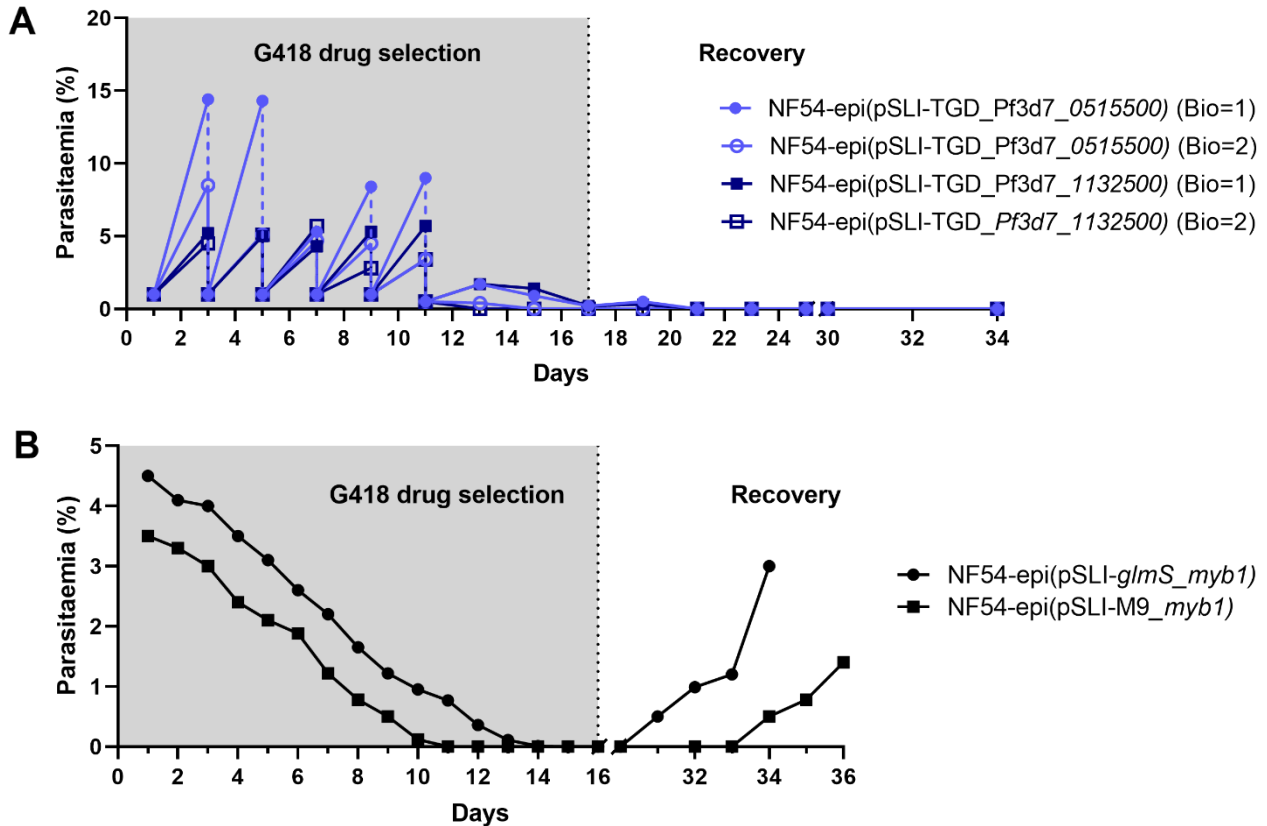 A
Parasitaemia (%)
20
15
10
5
0
G418 drug selection
Recovery
NF54-epi(pSLI-TGD_Pf3d7_0515500) (Bio=1)
NF54-epi(pSLI-TGD_Pf3d7_0515500) (Bio=2)
NF54-epi(pSLI-TGD_Pf3d7_1132500) (Bio=1)
NF54-epi(pSLI-TGD_Pf3d7_1132500) (Bio=2)
0 2 4 6 8 10 12 14 16 18 20 22 24 30 32 34
Days
B
Parasitaemia (%)
5
4
3
2
1
0
G418 drug selection
Recovery
NF54-epi(pSLI-glmS_myb1)
NF54-epi(pSLI-M9_myb1)
0 2 4 6 8 10 12 14 16 32 34 36
Days